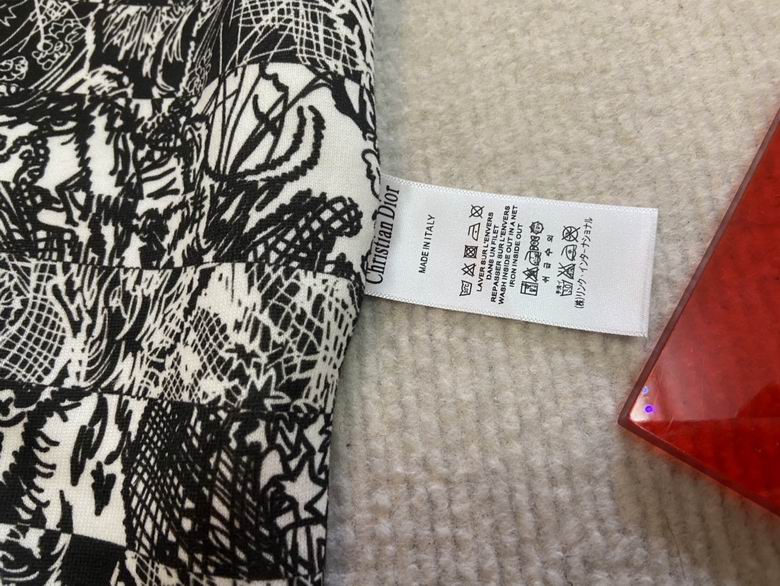 Christian Dior
MADE IN ITALY
LAVER SUR L'ENVERS
DANS UN FILET
REPASSER SUR L'ENVERS
WASH INSIDE OUT IN A NET
IRON INSIDE OUT
(株)リンク・インターナショナル